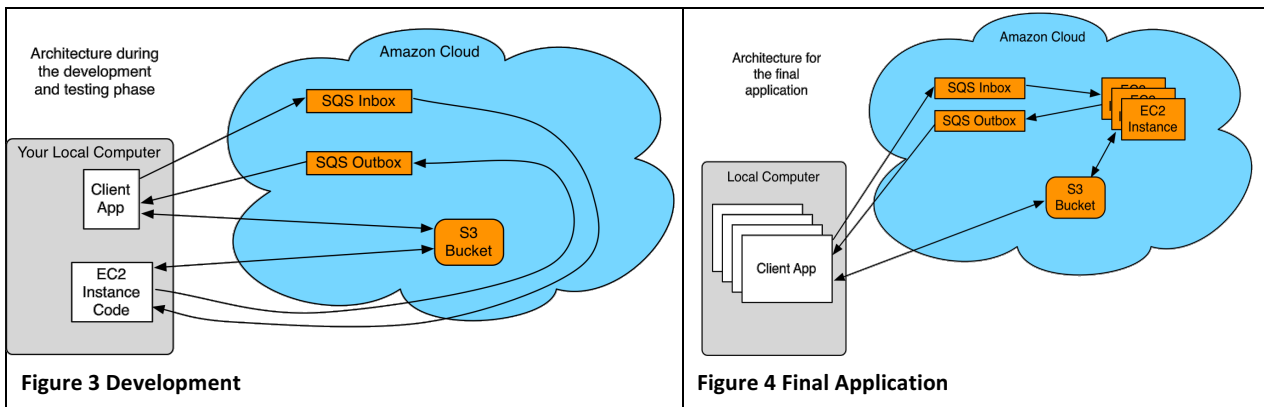 Architecture during
the development
and testing phase
Amazon Cloud
SQS Inbox
SQS Outbox
Your Local Computer
Client
App
S3
Bucket
EC2
Instance
Code
Figure 3 Development
Architecture for
the final
application
Amazon Cloud
SQS Inbox
SQS Outbox
EC2
Instance
Local Computer
S3
Bucket
Client App
Figure 4 Final Application